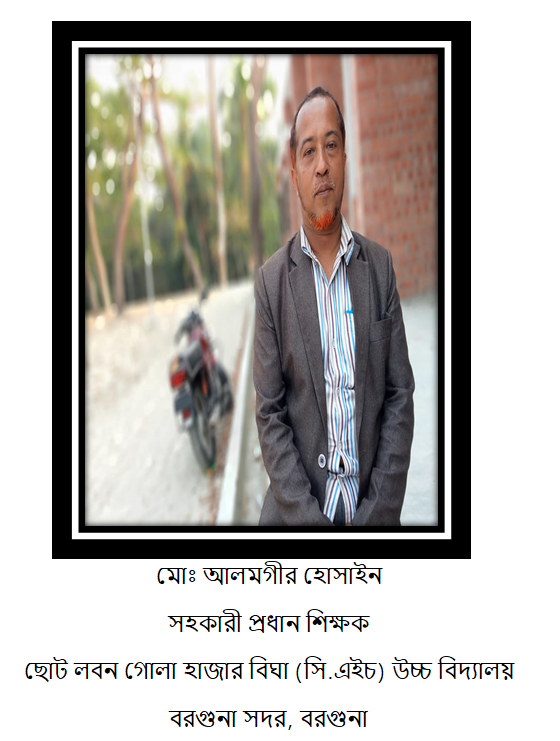 মোঃ আলমগীর হোসাইন
সহকারী প্রধান শিক্ষক
ছোট লবন গোলা হাজার বিঘা (সি.এইচ) উচ্চ বিদ্যালয়
বরগুনা সদর, বরগুনা